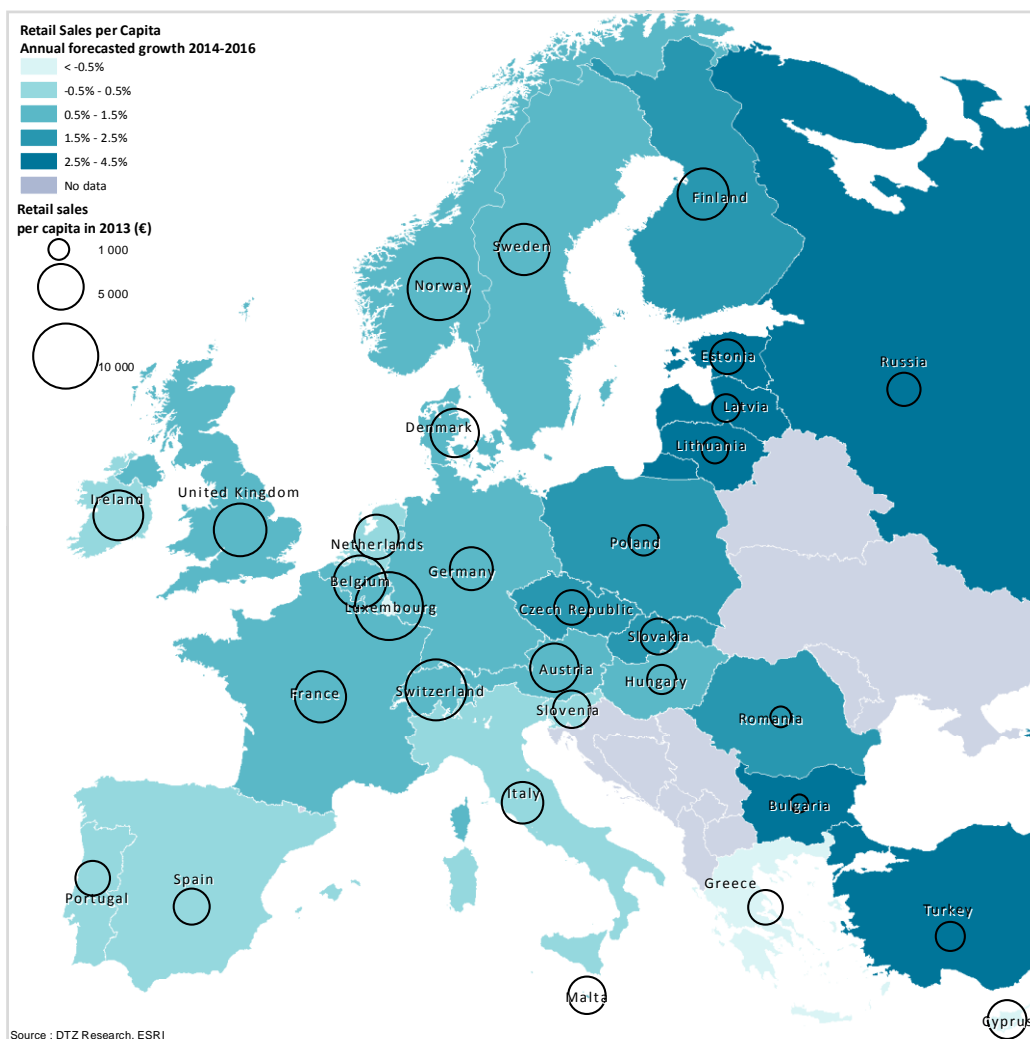 Retail Sales per Capita
Annual forecasted growth 2014-2016
< -0.5%
-0.5% - 0.5%
0.5% - 1.5%
1.5% - 2.5%
2.5% - 4.5%
No data
Retail sales
per capita in 2013 (€)
1 000
5 000
10 000
Finland
Sweden
Norway
Estonia
Russia
Latvia
Denmark
Lithuania
United Kingdom
Ireland
Netherlands
Poland
Germany
Belgium
Luxembourg
Czech Republic
Slovakia
Austria
Hungary
France
Switzerland
Slovenia
Romania
Italy
Bulgaria
Spain
Portugal
Greece
Turkey
Malta
Cyprus
Source : DTZ Research, ESRI